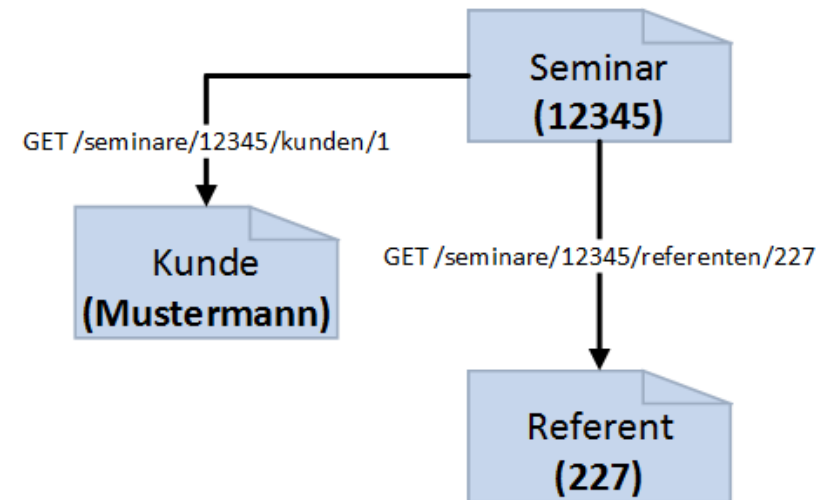 Seminar
(12345)
GET /seminare/12345/kunden/1
Kunde
(Mustermann)
GET /seminare/12345/referenten/227
Referent
(227)